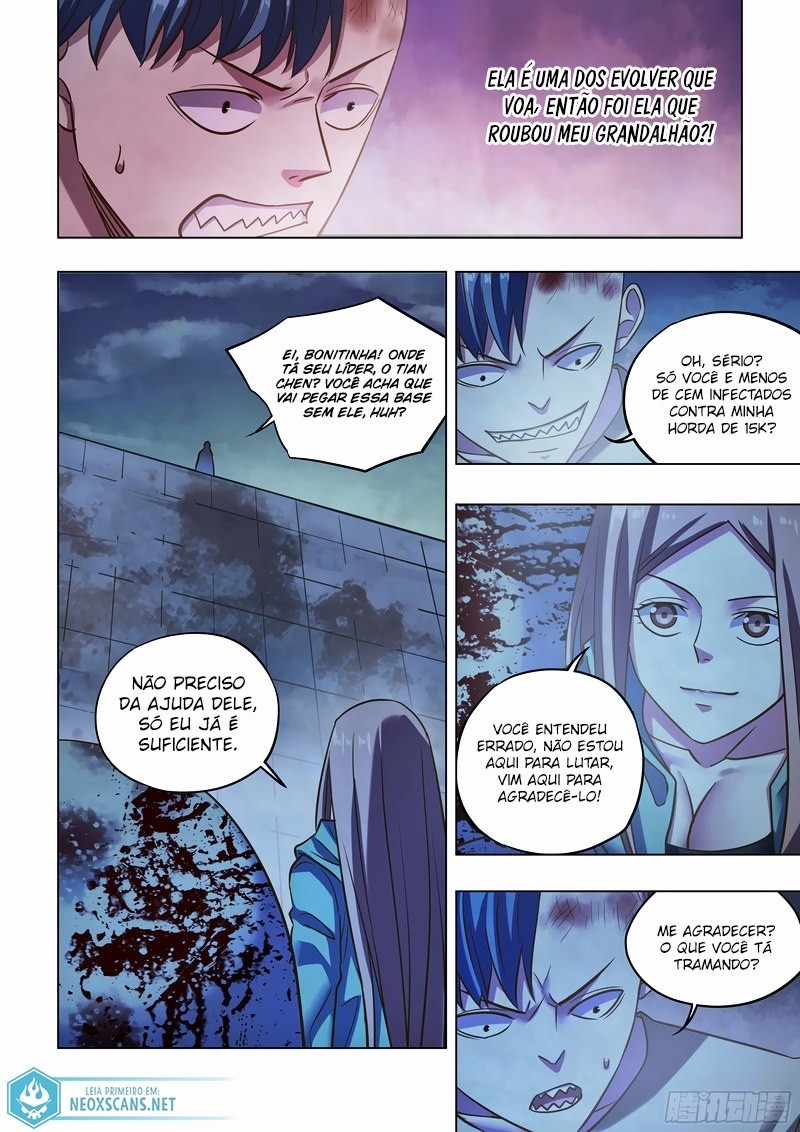 ELA É UMA DOS EVOLVER QUE
VOA, ENTÃO FOI ELA QUE
ROUBOU MEU GRANDALHÃO?!
EI, BONITINHA! ONDE
TÁ SEU LÍDER, O TIAN
CHEN? VOCÊ ACHA QUE
VAI PEGAR ESSA BASE
SEM ELE, HUH?
NÃO PRECISO
DA AJUDA DELE,
SÓ EU JÁ É
SUFICIENTE.
OH, SÉRIO?
SÓ VOCÊ E MENOS
DE CEM INFECTADOS
CONTRA MINHA
HORDA DE 15K?
VOCÊ ENTENDEU
ERRADO, NÃO ESTOU
AQUI PARA LUTAR,
VIM AQUI PARA
AGRADECÊ-LO!
ME AGRADECER?
O QUE VOCÊ TÁ
TRAMANDO?
LEIA PRIMEIRO EM:
NEOXSCANS.NET
腾讯动漫